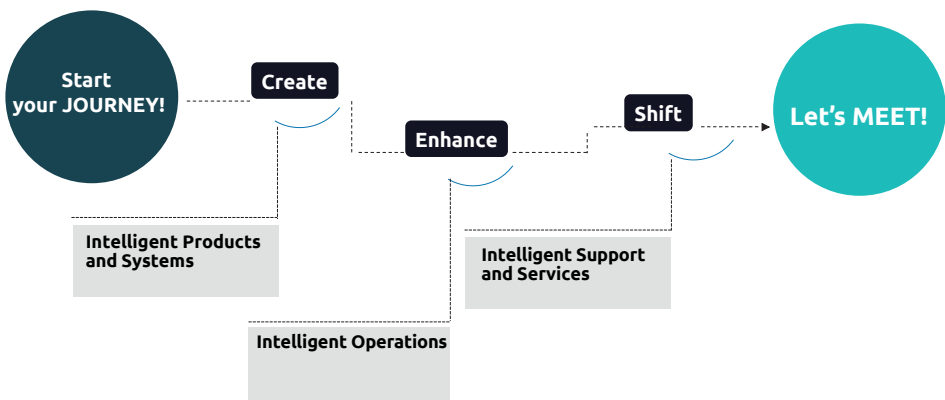 Start
your JOURNEY!
Create
Enhance
Shift
Let's MEET!
Intelligent Products
and Systems
Intelligent Support
and Services
Intelligent Operations